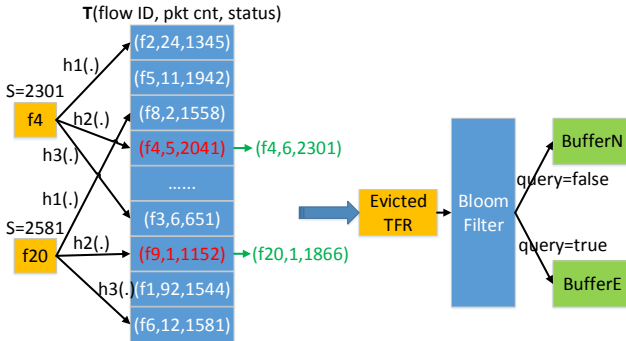 T(flow ID, pkt cnt, status)
h1(.)
(f2,24,1345)
(f5,11,1942)
S=2301
f4
h2(.)
(f8,2,1558)
(f4,5,2041)
(f4,6,2301)
h3(.)
......
h1(.)
(f3,6,651)
S=2581
f20
h2(.)
(f9,1,1152)
(f20,1,1866)
h3(.)
(f1,92,1544)
(f6,12,1581)
Evicted
TFR
Bloom
Filter
BufferN
query=false
query=true
BufferE